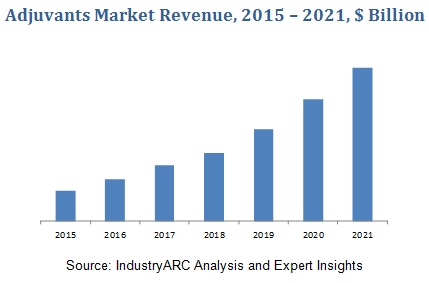 Adjuvants Market Revenue, 2015 – 2021, $ Billion
2015 2016 2017 2018 2019 2020 2021
Source: IndustryARC Analysis and Expert Insights